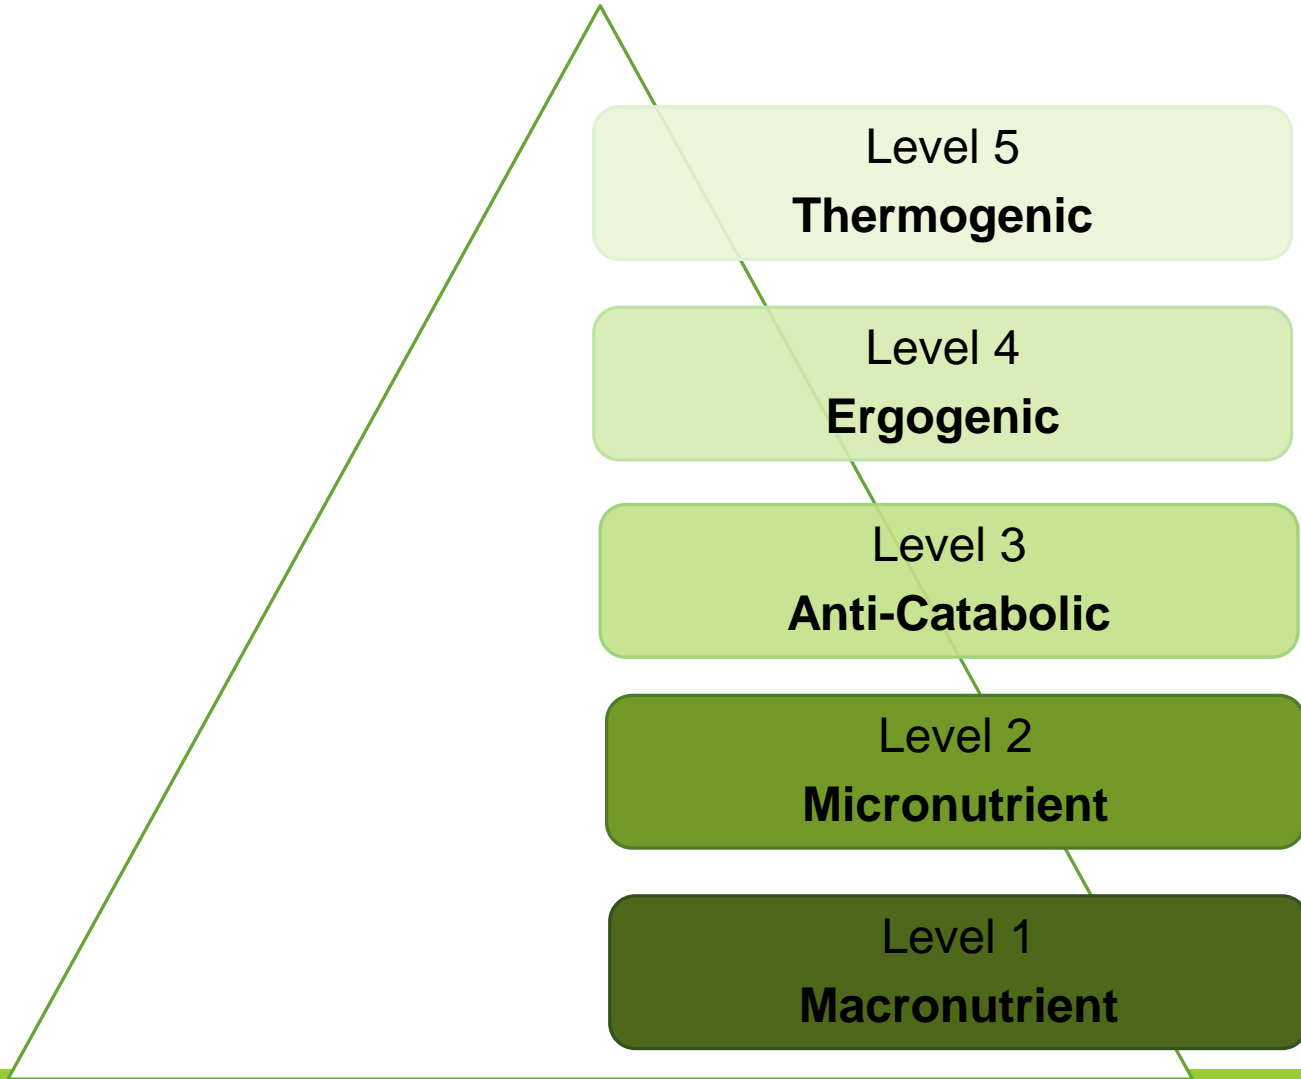 Level 5
Thermogenic
Level 4
Ergogenic
Level 3
Anti-Catabolic
Level 2
Micronutrient
Level 1
Macronutrient